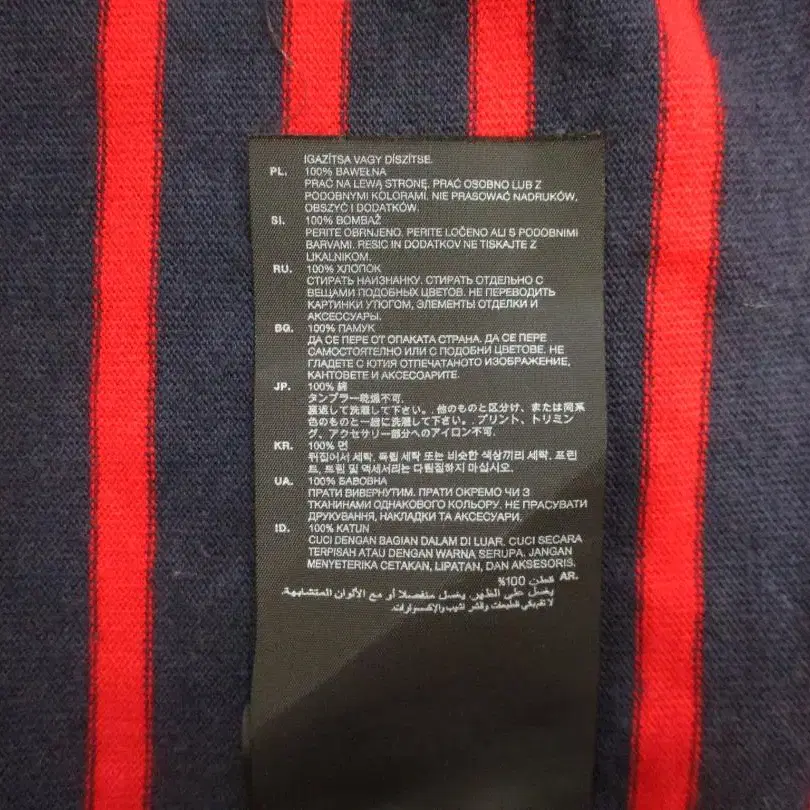 IGAZÍTSA VAGY DÍSZÍTSE.
PL. 100% BAWEŁNA
PRAĆ NA LEWĄ STRONĘ. PRAĆ OSOBNO LUB Z
PODOBNYMI KOLORAMI. NIE PRASOWAĆ NADRUKÓW,
OBSZYĆ I DODATKÓW.
SI. 100% BOMBAŽ
PERITE OBRNJENO. PERITE LOČENO ALI S PODOBNIMI
BARVAMI. RESIC IN DODATKOV NE TISKAJTE Z
LIKALNIKOM.
RU. 100% ХЛОПОК
СТИРАТЬ НАИЗНАНКУ. СТИРАТЬ ОТДЕЛЬНО С
ВЕЩАМИ ПОДОБНЫХ ЦВЕТОВ. НЕ ПЕРЕВОДИТЬ
КАРТИНКИ УТЮГОМ, ЭЛЕМЕНТЫ ОТДЕЛКИ И
АКСЕССУАРЫ.
BG. 100% ПАМУК
ДА СЕ ПЕРЕ ОТ ОПАКАТА СТРАНА. ДА СЕ ПЕРЕ
САМОСТОЯТЕЛНО ИЛИ С ПОДОБНИ ЦВЕТОВЕ. НЕ
ГЛАДЕТЕ С ЮТИЯ ОТПЕЧАТАНОТО ИЗОБРАЖЕНИЕ,
КАНТОВЕТЕ И АКСЕСОАРИТЕ.
JP. 100% 綿
タンブラー乾燥不可.
裏返して洗濯して下さい。. 他のものと区分け、または同系
色のものと一緒に洗濯して下さい。. プリント、トリミン
グ、アクセサリー部分へのアイロン不可.
KR. 100% 면
뒤집어서 세탁. 독립 세탁 또는 비슷한 색상끼리 세탁. 프린
트, 트림 및 액세서리는 다림질하지 마십시오.
UA. 100% БАВОВНА
ПРАТИ ВИВЕРНУТИМ. ПРАТИ ОКРЕМО ЧИ З
ТКАНИНАМИ ОДНАКОВОГО КОЛЬОРУ. НЕ ПРАСУВАТИ
ДРУКУВАННЯ, НАКЛАДКИ ТА АКСЕСУАРИ.
ID. 100% KATUN
CUCI DENGAN BAGIAN DALAM DI LUAR. CUCI SECARA
TERPISAH ATAU DENGAN WARNA SERUPA. JANGAN
MENYETERIKA CETAKAN, LIPATAN, DAN AKSESORIS.
AR. قطن 100%
يغسل على الظهر. يغسل منفصلا أو مع الألوان المتشابهة.
والإكسسوارات.